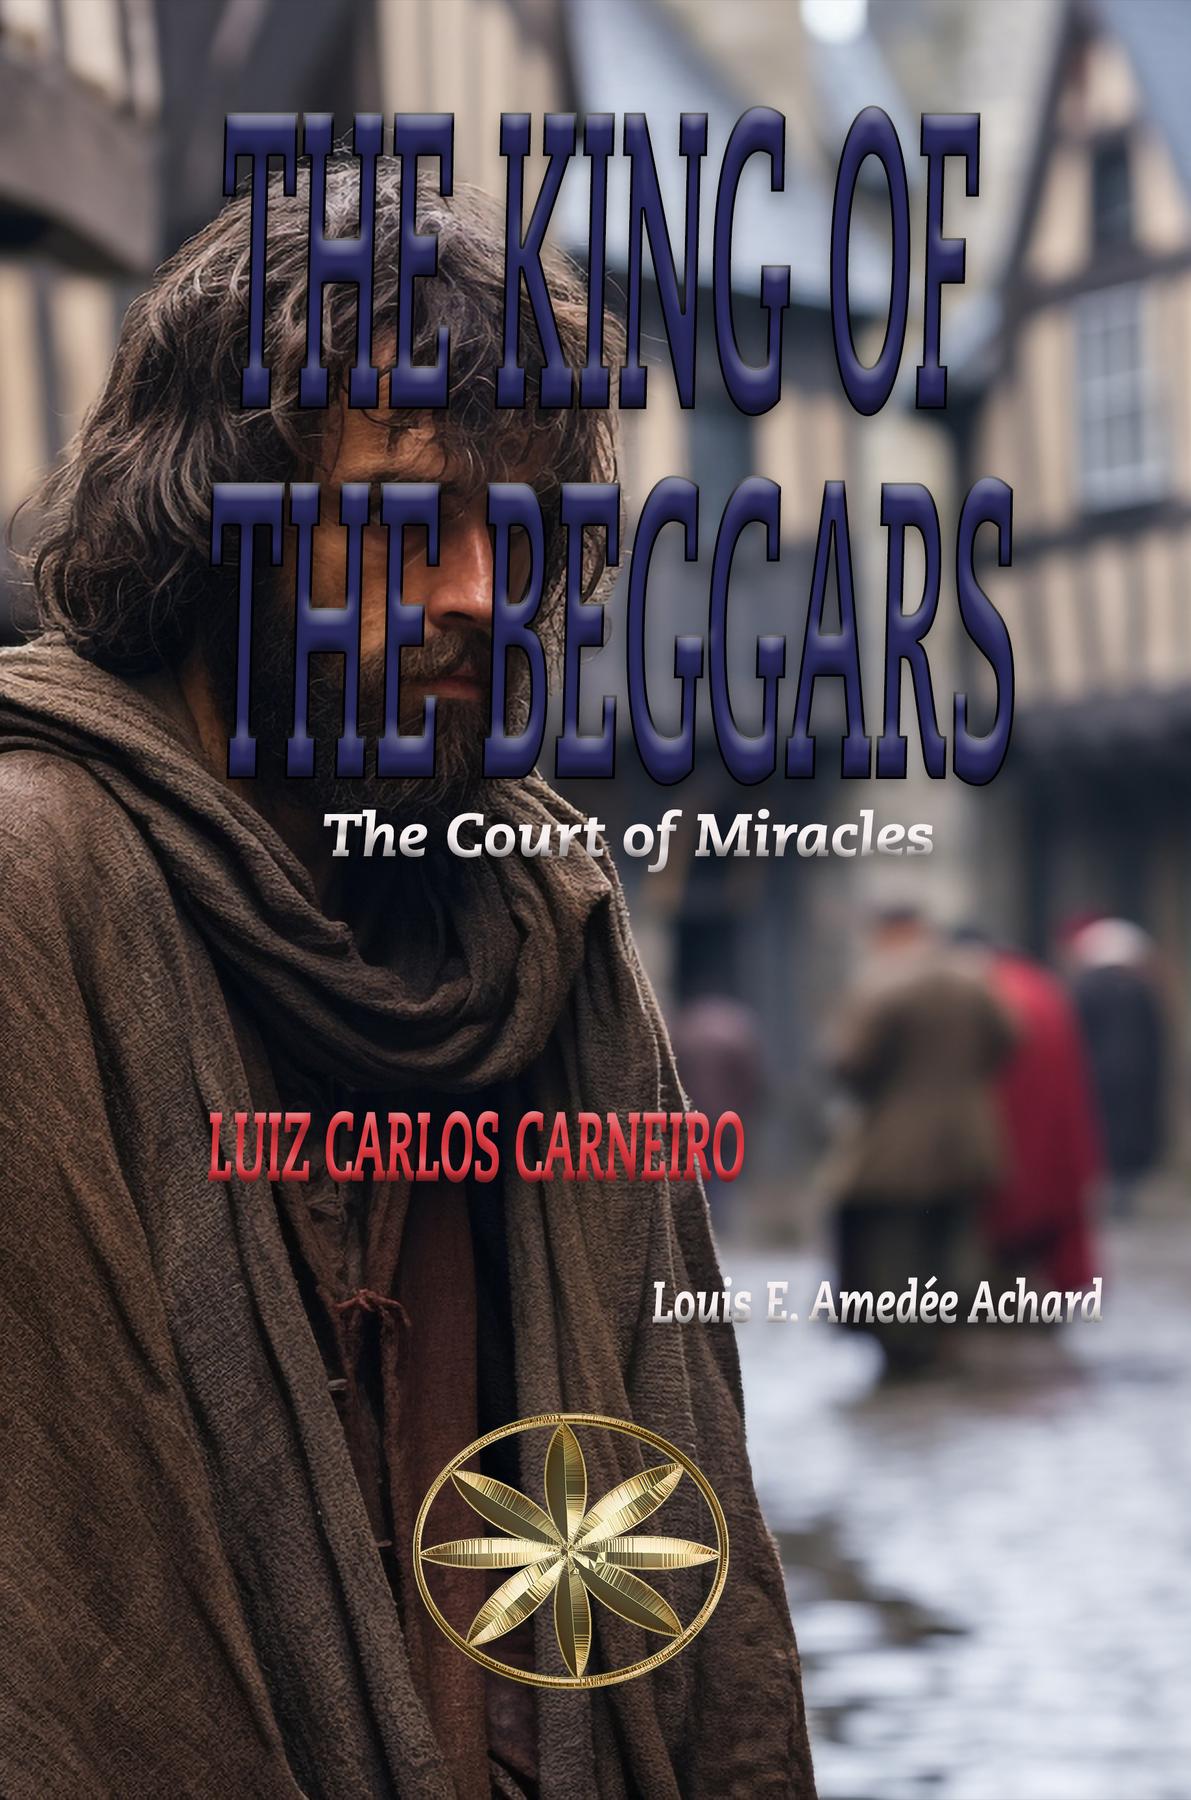 THE KING OF
THE BEGGARS
The Court of Miracles
LUIZ CARLOS CARNEIRO
Louis E. Amedée Achard